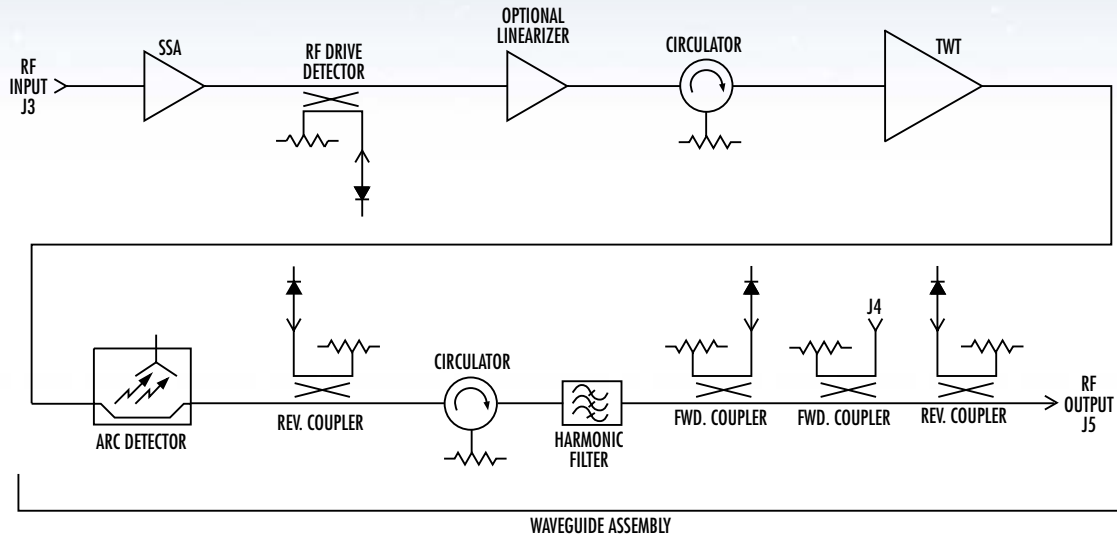 RF
INPUT
J3
SSA
RF DRIVE
DETECTOR
OPTIONAL
LINEARIZER
CIRCULATOR
TWT
ARC DETECTOR
REV. COUPLER
CIRCULATOR
HARMONIC
FILTER
FWD. COUPLER
J4
FWD. COUPLER
REV. COUPLER
RF
OUTPUT
J5
WAVEGUIDE ASSEMBLY